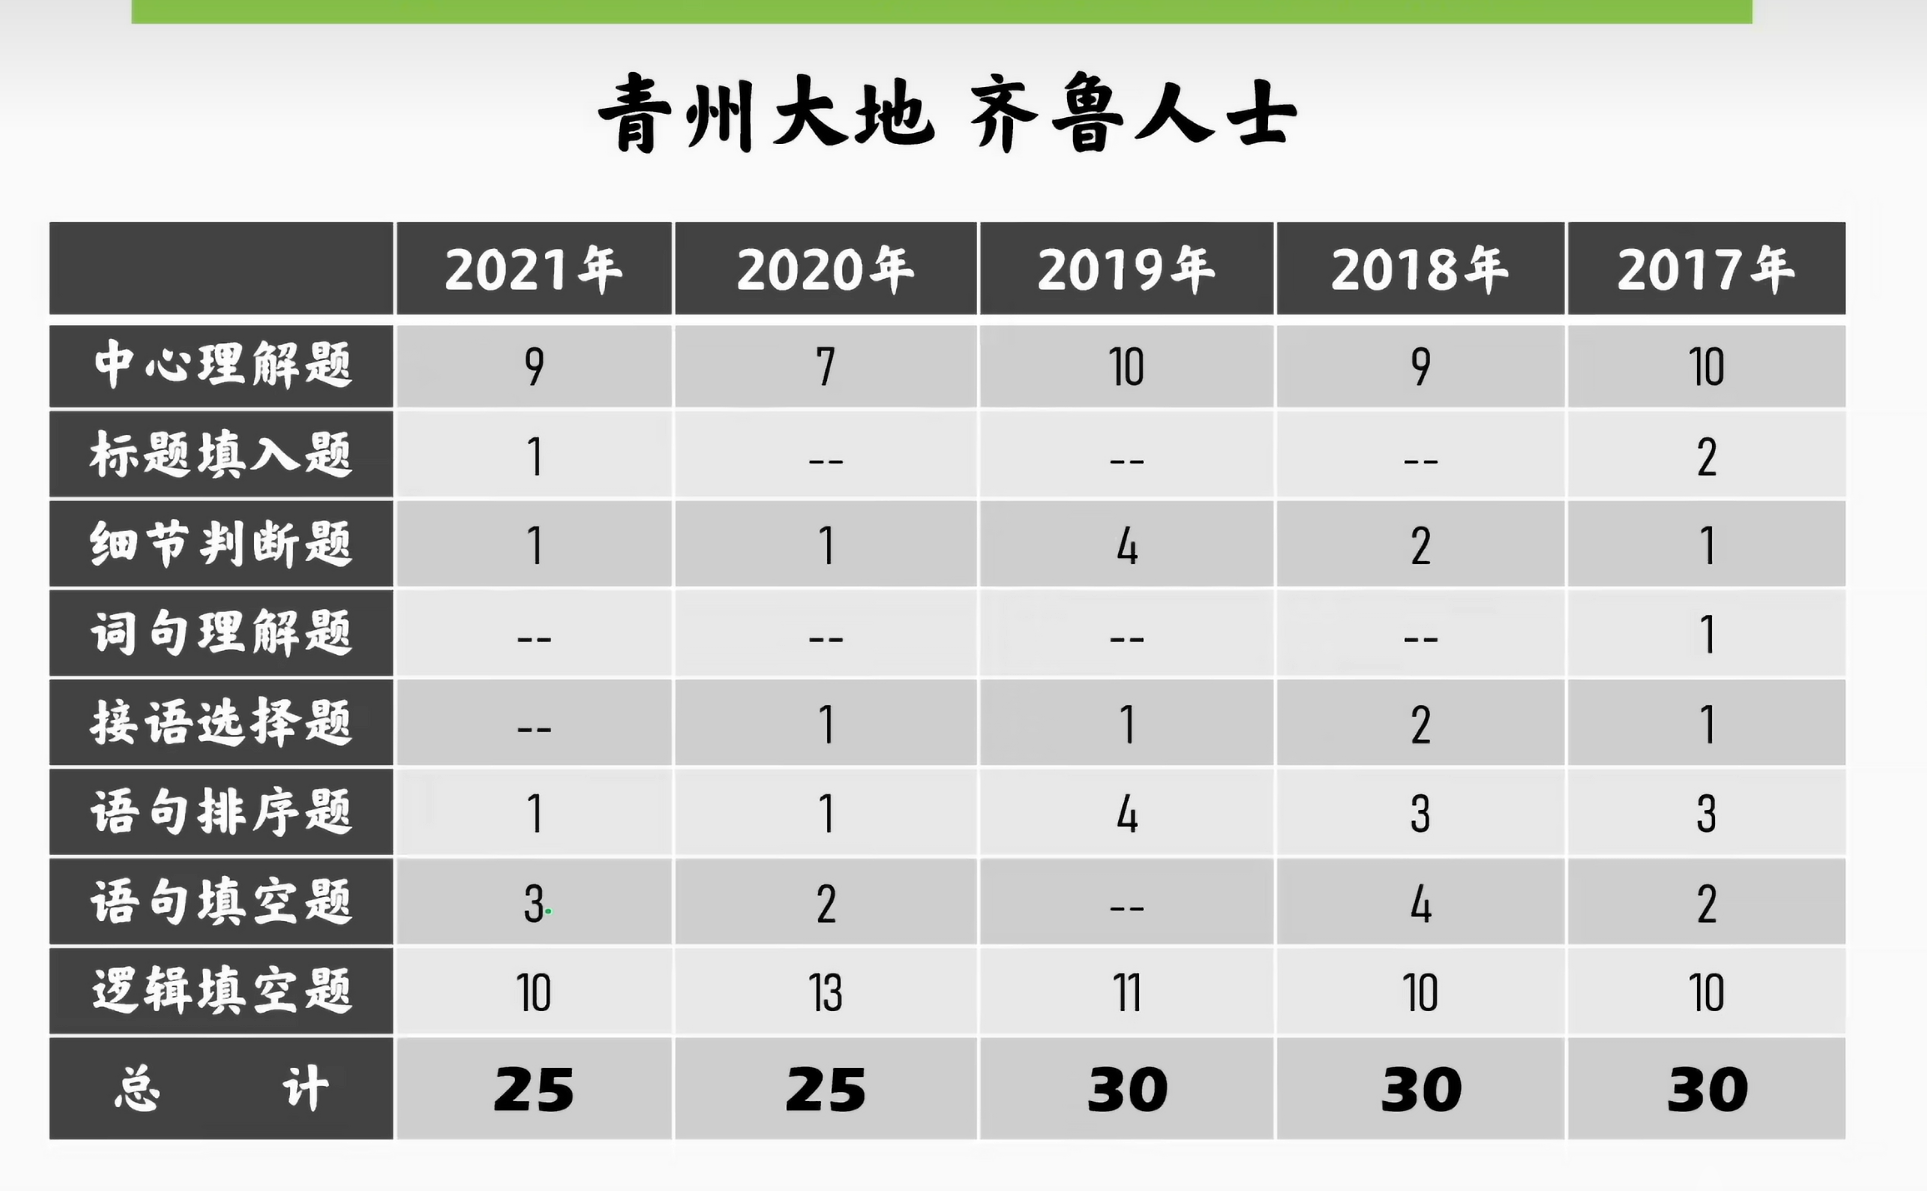 青州大地 齐鲁人士
2021年 2020年 2019年 2018年 2017年
中心理解题 9 7 10 9 10
标题填入题 1 -- -- -- 2
细节判断题 1 1 4 2 1
词句理解题 -- -- -- -- 1
接语选择题 -- 1 1 2 1
语句排序题 1 1 4 3 3
语句填空题 3 2 -- 4 2
逻辑填空题 10 13 11 10 10
总 计 25 25 30 30 30